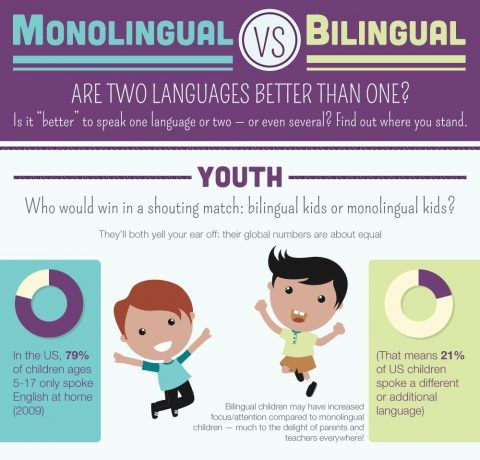 MONOLINGUAL VS BILINGUAL
ARE TWO LANGUAGES BETTER THAN ONE?
Is it “better” to speak one language or two – or even several? Find out where you stand.
YOUTH
Who would win in a shouting match: bilingual kids or monolingual kids?
They'll both yell your ear off: their global numbers are about equal
In the US, 79%
of children ages
5-17 only spoke
English at home
(2009)
(That means 21%
of US children
spoke a different
or additional
language)
Bilingual children may have increased
focus/attention compared to monolingual
children — much to the delight of parents and
teachers everywhere!